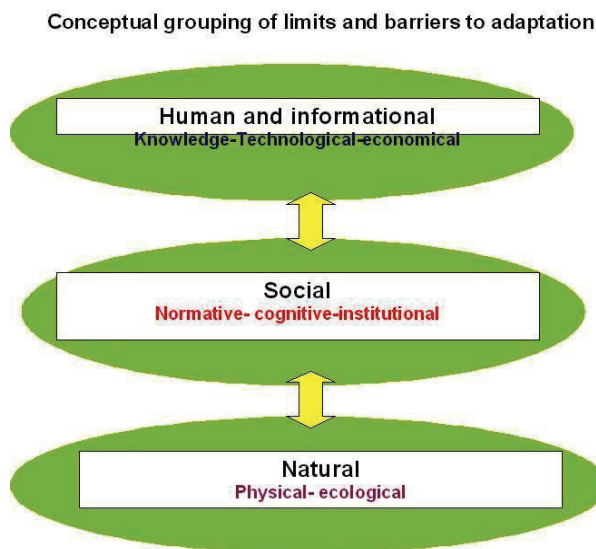 Conceptual grouping of limits and barriers to adaptation
Human and informational
Knowledge-Technological-economical
Social
Normative- cognitive-institutional
Natural
Physical- ecological